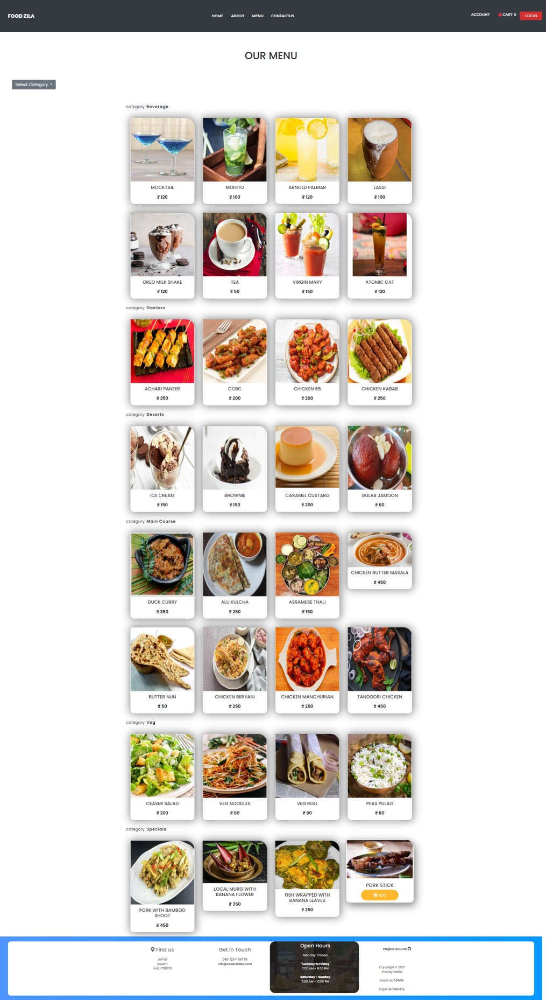 FOOD ZILA
HOME ABOUT MENU CONTACTUS
ACCOUNT CART 0 LOGIN
OUR MENU
Select Category
category: Beverage
MOCKTAIL
₹ 120
MOHITO
₹ 100
ARNOLD PALMAR
₹ 120
LASSI
₹ 100
OREO MILK SHAKE
₹ 120
TEA
₹ 50
VIRGIN MARY
₹ 150
ATOMIC CAT
₹ 120
category: Starters
ACHARI PANEER
₹ 250
CCBC
₹ 200
CHICKEN 65
₹ 200
CHICKEN KABAB
₹ 250
category: Deserts
ICE CREAM
₹ 150
BROWNIE
₹ 150
CARAMEL CUSTARD
₹ 200
GULAB JAMOON
₹ 60
category: Main Course
DUCK CURRY
₹ 350
ALU KULCHA
₹ 250
ASSAMESE THALI
₹ 150
CHICKEN BUTTER MASALA
₹ 450
BUTTER NUN
₹ 50
CHICKEN BIRIYANI
₹ 250
CHICKEN MANCHURIAN
₹ 250
TANDOORI CHICKEN
₹ 450
category: Veg
CEASER SALAD
₹ 200
VEG NOODLES
₹ 80
VEG ROLL
₹ 80
PEAS PULAO
₹ 80
category: Specials
PORK WITH BAMBOO
SHOOT
₹ 450
LOCAL MURG WITH
BANANA FLOWER
₹ 350
FISH WRAPPED WITH
BANANA LEAVES
₹ 250
PORK STICK
ADD
Find us
Jorhat
Assam
India 785001
Get in Touch
090-1234-56789
info@coderscafe.com
Open Hours
Monday: Closed
Tuesday to Friday
7:00 AM - 9:00 PM
Saturday - Sunday
11:00 AM - 10:00 PM
Project Source
Copyright © 2021
Pranay Kalita
Login as ADMIN
Login as Delivery